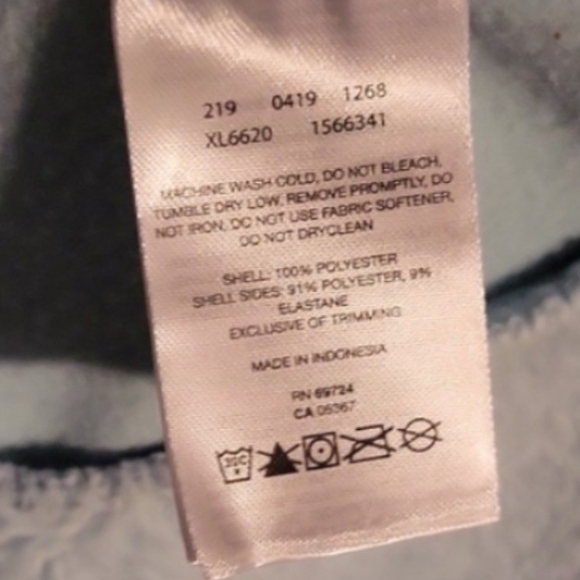 219 0419 1268
XL6620 1566341
MACHINE WASH COLD, DO NOT BLEACH,
TUMBLE DRY LOW, REMOVE PROMPTLY, DO
NOT IRON, DO NOT USE FABRIC SOFTENER,
DO NOT DRYCLEAN
SHELL: 100% POLYESTER
SHELL SIDES: 91% POLYESTER, 9%
ELASTANE
EXCLUSIVE OF TRIMMING
MADE IN INDONESIA
RN 69724
CA 05367
30C